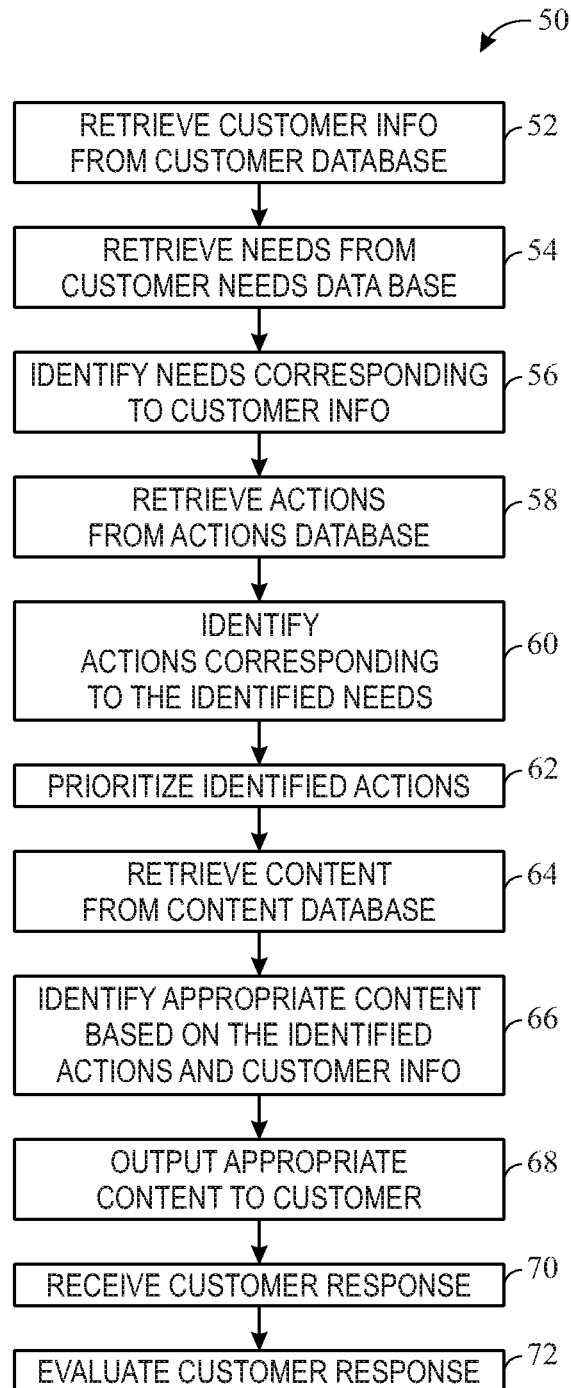 50
RETRIEVE CUSTOMER INFO
FROM CUSTOMER DATABASE
52
RETRIEVE NEEDS FROM
CUSTOMER NEEDS DATA BASE
54
IDENTIFY NEEDS CORRESPONDING
TO CUSTOMER INFO
56
RETRIEVE ACTIONS
FROM ACTIONS DATABASE
58
IDENTIFY
ACTIONS CORRESPONDING
TO THE IDENTIFIED NEEDS
60
PRIORITIZE IDENTIFIED ACTIONS
62
RETRIEVE CONTENT
FROM CONTENT DATABASE
64
IDENTIFY APPROPRIATE CONTENT
BASED ON THE IDENTIFIED
ACTIONS AND CUSTOMER INFO
66
OUTPUT APPROPRIATE
CONTENT TO CUSTOMER
68
RECEIVE CUSTOMER RESPONSE
70
EVALUATE CUSTOMER RESPONSE
72